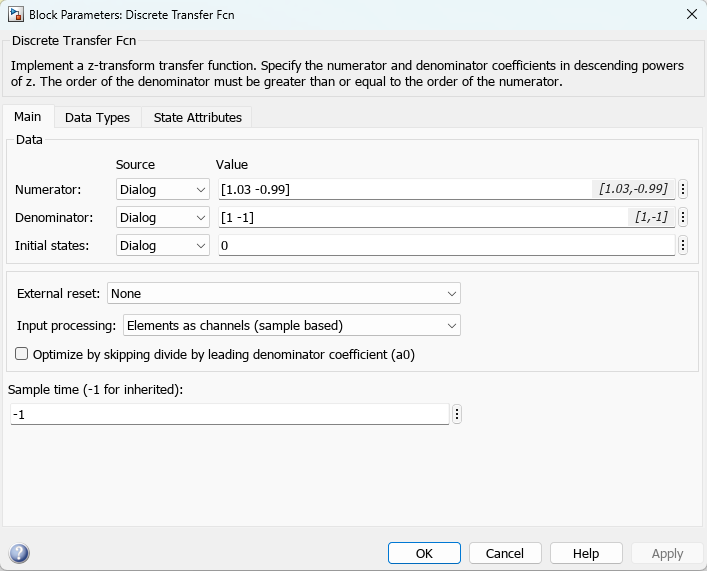 Block Parameters: Discrete Transfer Fcn
Discrete Transfer Fcn
Implement a z-transform transfer function. Specify the numerator and denominator coefficients in descending powers
of z. The order of the denominator must be greater than or equal to the order of the numerator.
Main Data Types State Attributes
Data
Source Value
Numerator: Dialog [1.03 -0.99] [1.03,-0.99]
Denominator: Dialog [1 -1] [1,-1]
Initial states: Dialog 0
External reset: None
Input processing: Elements as channels (sample based)
Optimize by skipping divide by leading denominator coefficient (a0)
Sample time (-1 for inherited):
-1
? OK Cancel Help Apply